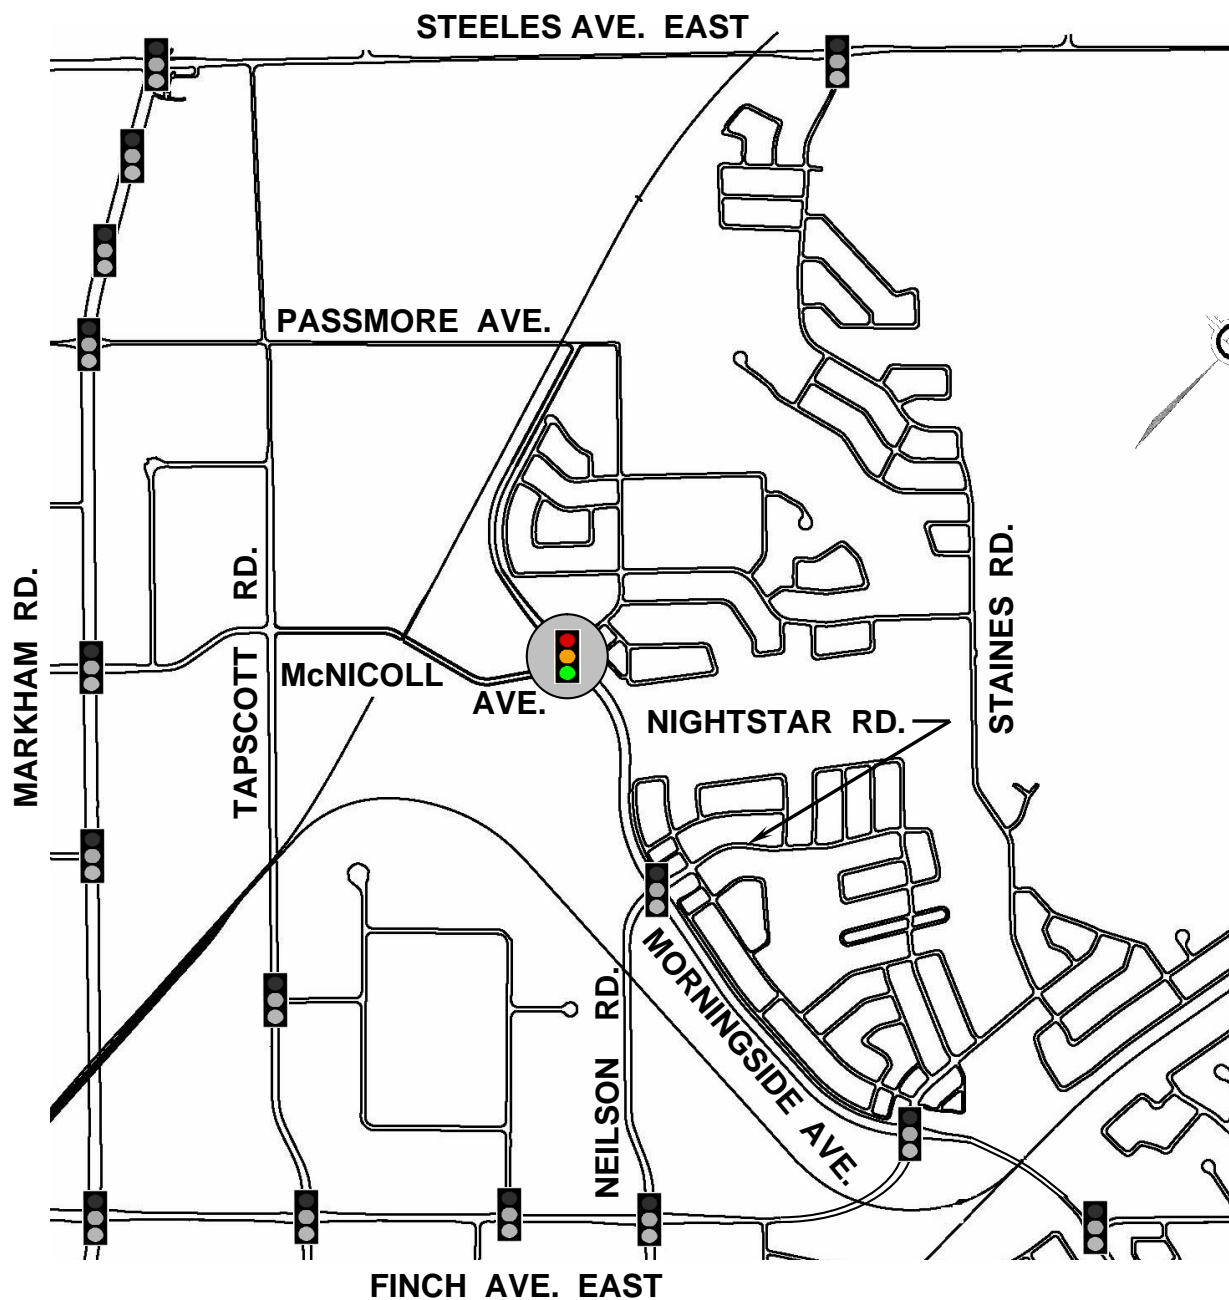 STEELES AVE. EAST
PASSMORE AVE.
MARKHAM RD.
TAPSCOTT RD.
McNICOLL
AVE.
NIGHTSTAR RD.
STAINES RD.
NEILSON RD.
MORNINGSIDE AVE.
FINCH AVE. EAST